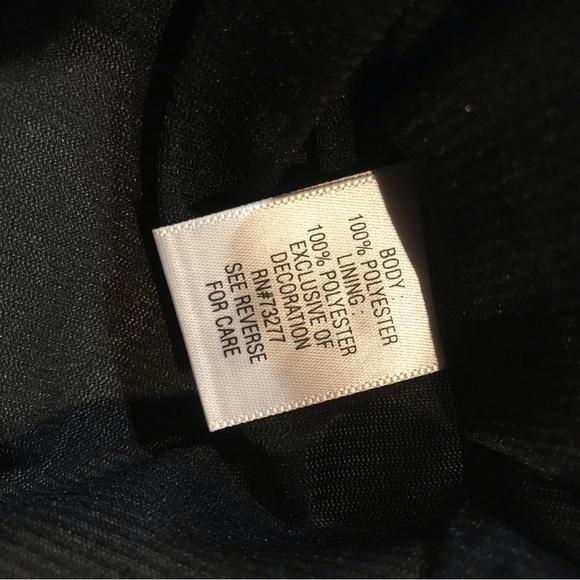 BODY :
100% POLYESTER
LINING :
100% POLYESTER
EXCLUSIVE OF
DECORATION
RN#73277
SEE REVERSE
FOR CARE